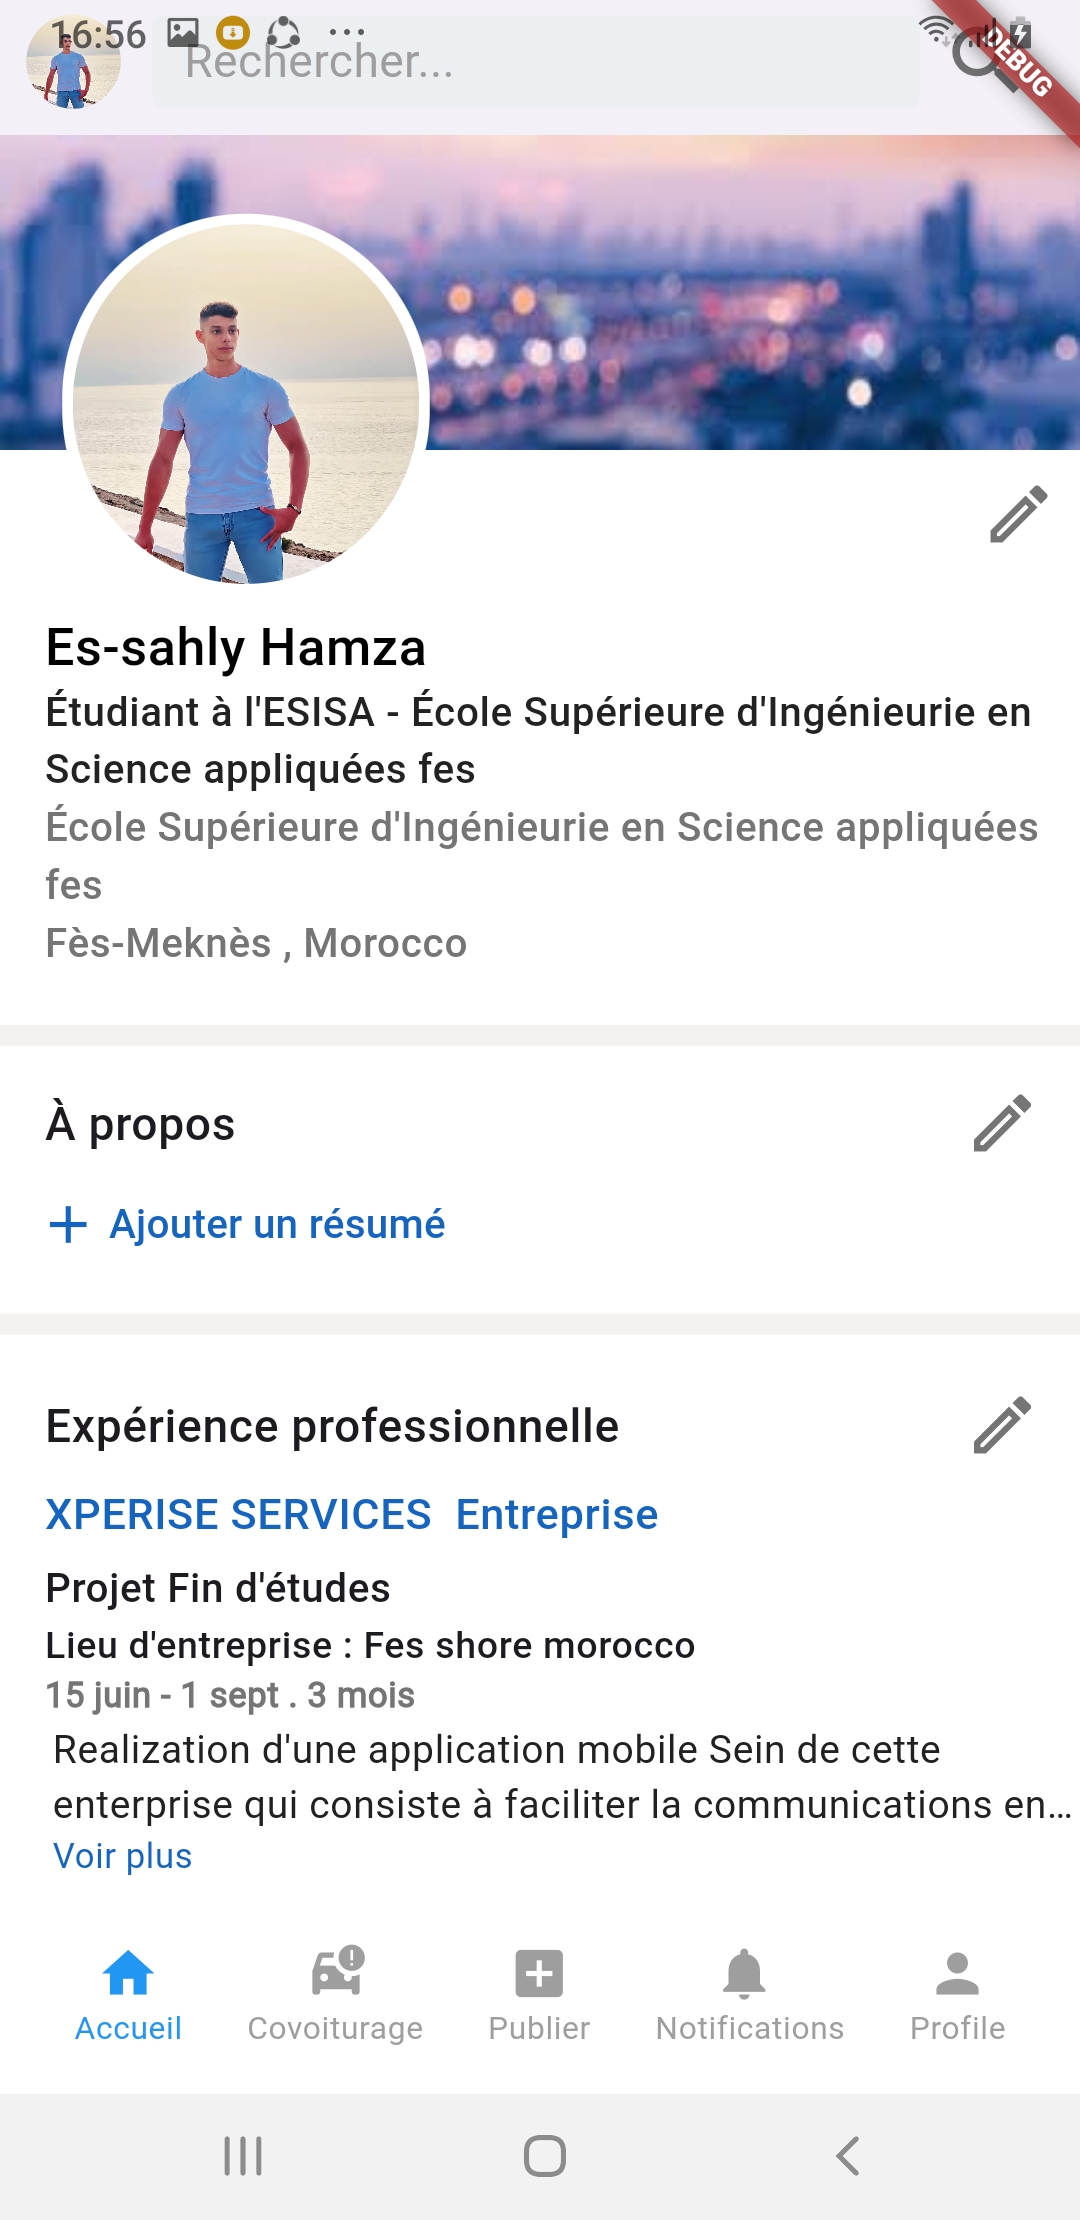 16:56
Rechercher...
DEBUG
Es-sahly Hamza
Étudiant à l'ESISA - École Supérieure d'Ingénieurie en
Science appliquées fes
École Supérieure d'Ingénieurie en Science appliquées
fes
Fès-Meknès , Morocco
À propos
Ajouter un résumé
Expérience professionnelle
XPERISE SERVICES Entreprise
Projet Fin d'études
Lieu d'entreprise : Fes shore morocco
15 juin - 1 sept . 3 mois
Realization d'une application mobile Sein de cette
enterprise qui consiste à faciliter la communications en...
Voir plus
Accueil
Covoiturage
Publier
Notifications
Profile